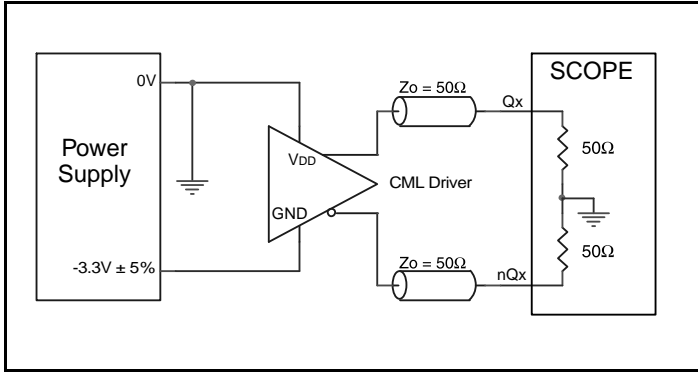 0V
Power
Supply
-3.3V ± 5%
VDD
GND
CML Driver
Zo = 50Ω
Zo = 50Ω
Qx
nQx
SCOPE
50Ω
50Ω